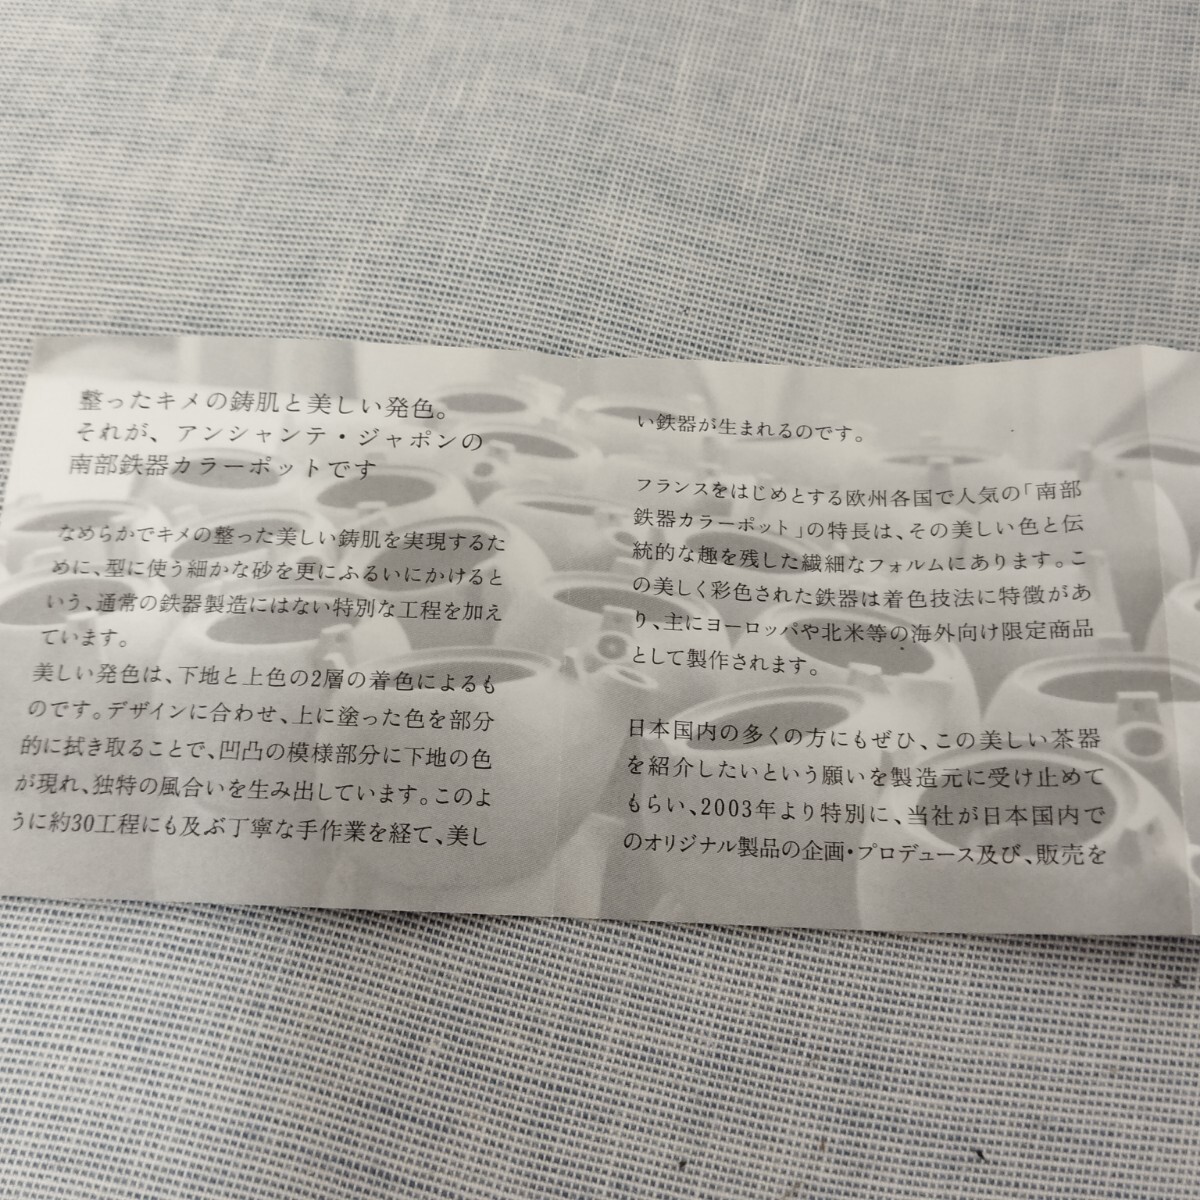 整ったキメの鋳肌と美しい発色。
それが、アンシャンテ・ジャポンの
南部鉄器カラーポットです
なめらかでキメの整った美しい鋳肌を実現するた
めに、型に使う細かな砂を更にふるいにかけると
いう、通常の鉄器製造にはない特別な工程を加え
ています。
美しい発色は、下地と上色の2層の着色によるも
のです。デザインに合わせ、上に塗った色を部分
的に拭き取ることで、凹凸の模様部分に下地の色
が現れ、独特の風合いを生み出しています。このよ
うに約30工程にも及ぶ丁寧な手作業を経て、美し
い鉄器が生まれるのです。
フランスをはじめとする欧州各国で人気の「南部
鉄器カラーポット」の特長は、その美しい色と伝
統的な趣を残した繊細なフォルムにあります。こ
の美しく彩色された鉄器は着色技法に特徴があ
り、主にヨーロッパや北米等の海外向け限定商品
として製作されます。
日本国内の多くの方にもぜひ、この美しい茶器
を紹介したいという願いを製造元に受け止めて
もらい、2003年より特別に、当社が日本国内で
のオリジナル製品の企画・プロデュース及び、販売を